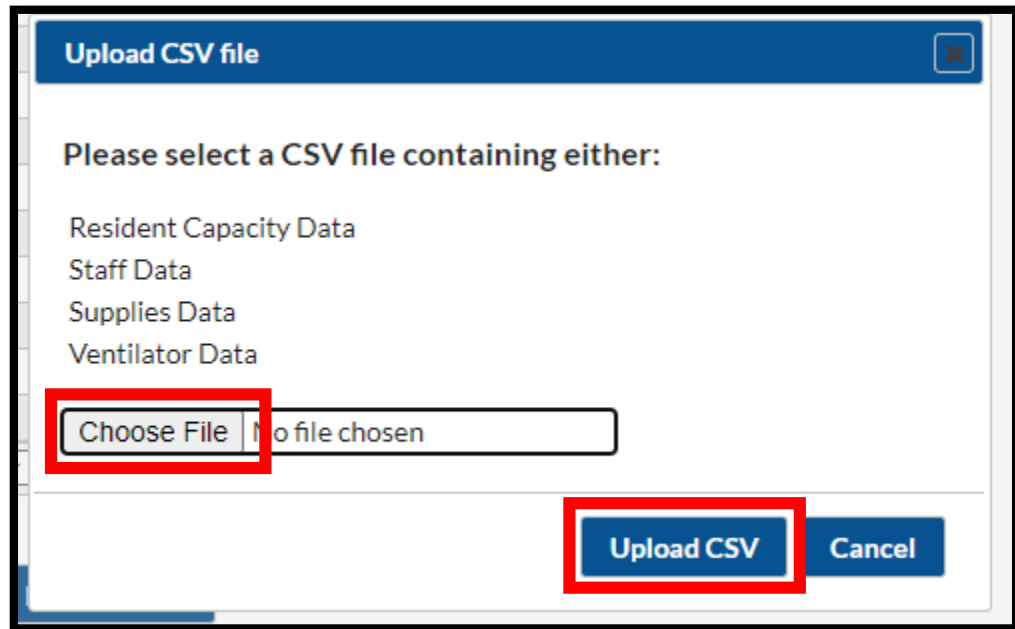 Upload CSV file
Please select a CSV file containing either:
Resident Capacity Data
Staff Data
Supplies Data
Ventilator Data
Choose File No file chosen
Upload CSV Cancel